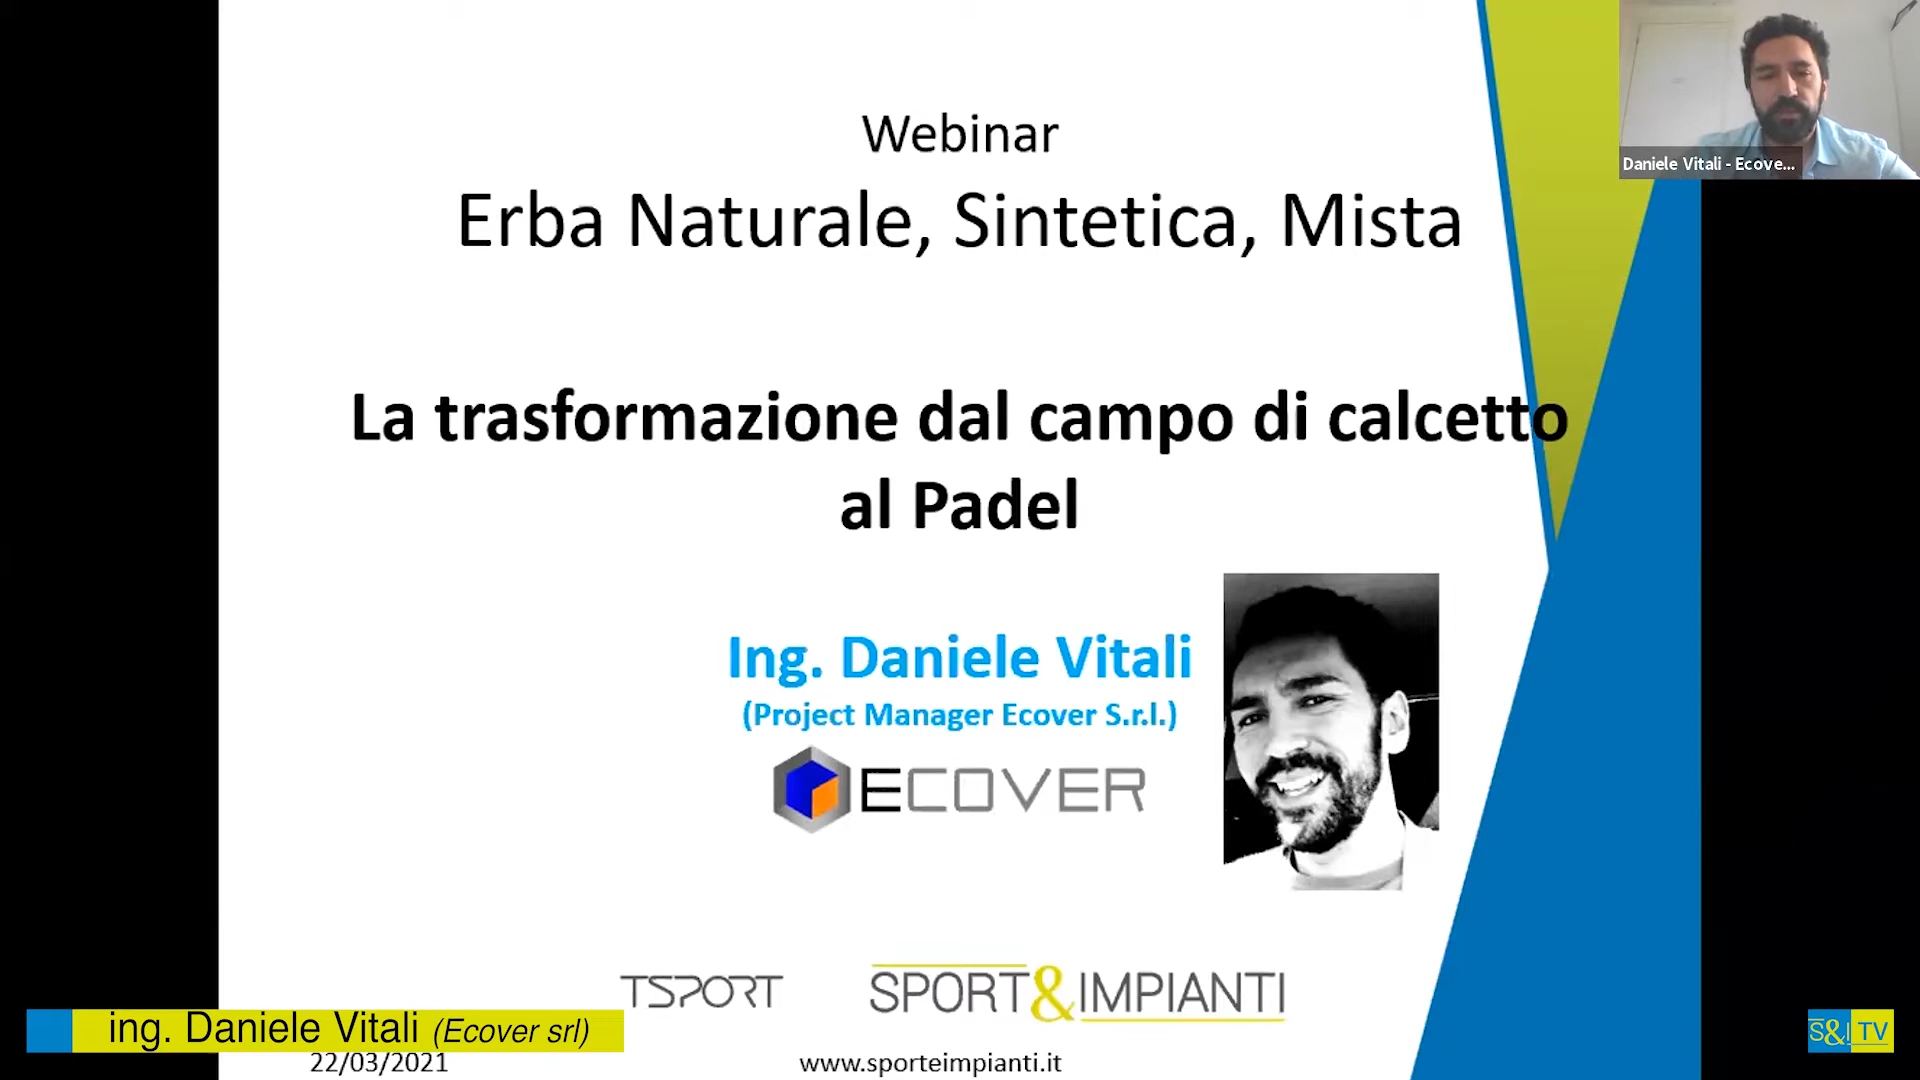 Webinar
Erba Naturale, Sintetica, Mista
La trasformazione dal campo di calcetto
al Padel
Ing. Daniele Vitali
(Project Manager Ecover S.r.l.)
ECOVER
TSPORT
SPORT&IMPIANTI
22/03/2021
www.sporteimpianti.it
Daniele Vitali - Ecove...
ing. Daniele Vitali (Ecover srl)
S&I TV